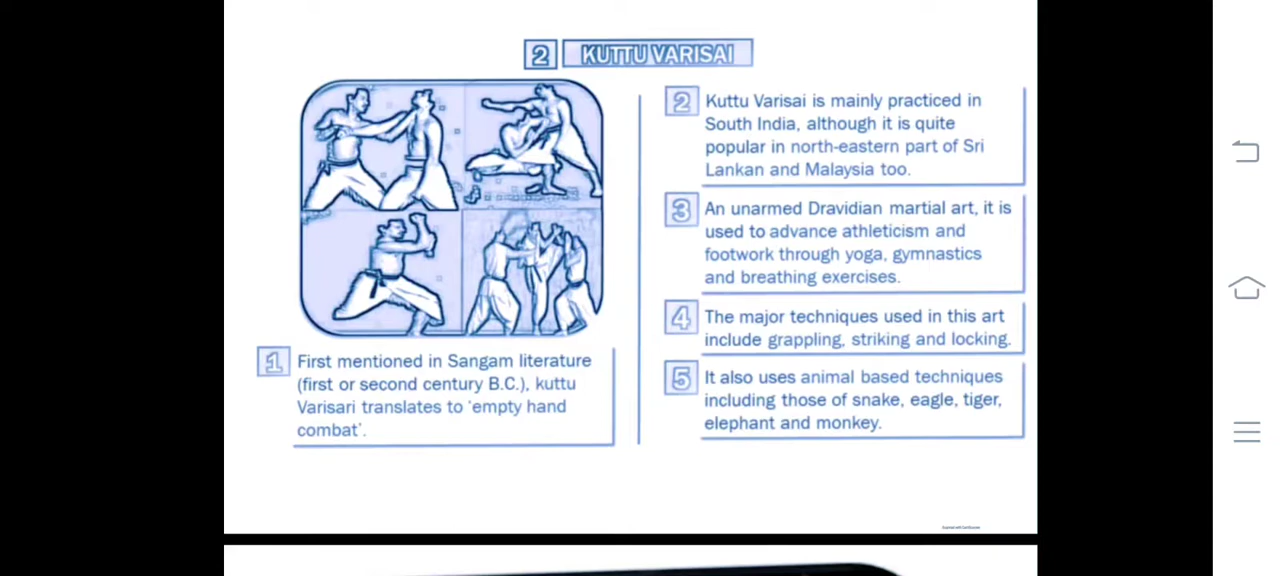 2 KUTTU VARISAI
1 First mentioned in Sangam literature
(first or second century B.C.), kuttu
Varisari translates to ‘empty hand
combat’.
2 Kuttu Varisai is mainly practiced in
South India, although it is quite
popular in north-eastern part of Sri
Lankan and Malaysia too.
3 An unarmed Dravidian martial art, it is
used to advance athleticism and
footwork through yoga, gymnastics
and breathing exercises.
4 The major techniques used in this art
include grappling, striking and locking.
5 It also uses animal based techniques
including those of snake, eagle, tiger,
elephant and monkey.